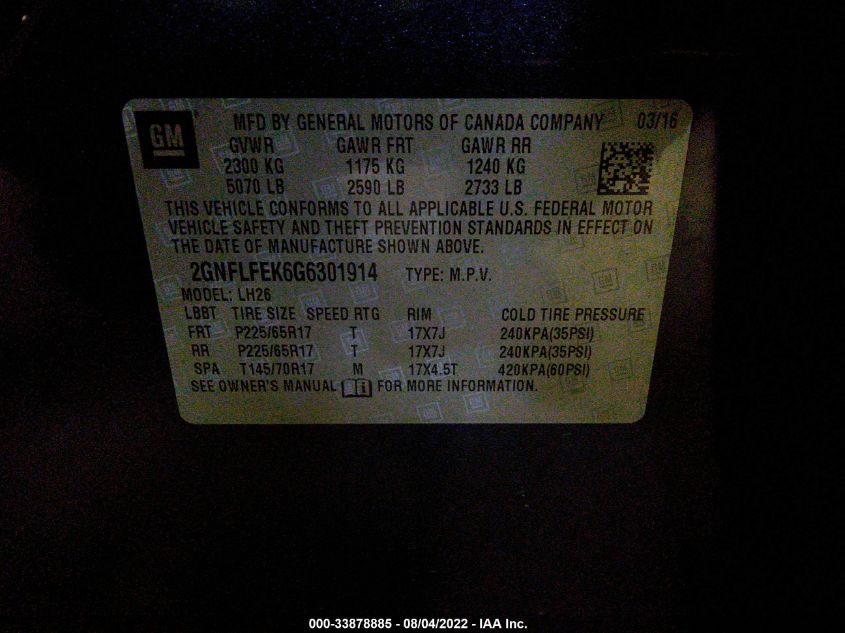 GM MFD BY GENERAL MOTORS OF CANADA COMPANY 03/16
GVWR GAWR FRT GAWR RR
2300 KG 1175 KG 1240 KG
5070 LB 2590 LB 2733 LB
THIS VEHICLE CONFORMS TO ALL APPLICABLE U.S. FEDERAL MOTOR
VEHICLE SAFETY AND THEFT PREVENTION STANDARDS IN EFFECT ON
THE DATE OF MANUFACTURE SHOWN ABOVE.
2GNFLFEK6G6301914 TYPE: M.P.V.
MODEL: LH26
LBBT TIRE SIZE SPEED RTG RIM COLD TIRE PRESSURE
FRT P225/65R17 T 17X7J 240KPA(35PSI)
RR P225/65R17 T 17X7J 240KPA(35PSI)
SPA T145/70R17 M 17X4.5T 420KPA(60PSI)
SEE OWNER'S MANUAL FOR MORE INFORMATION.
000-33878885 - 08/04/2022 - IAA Inc.